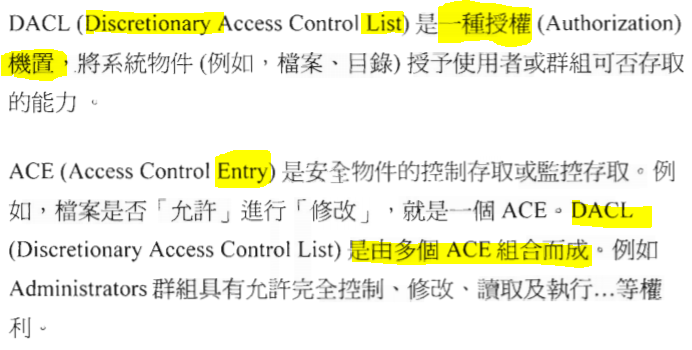 DACL (Discretionary Access Control List) 是一種授權 (Authorization)
機置，將系統物件 (例如，檔案、目錄) 授予使用者或群組可否存取
的能力。
ACE (Access Control Entry) 是安全物件的控制存取或監控存取。例
如，檔案是否「允許」進行「修改」，就是一個 ACE。DACL
(Discretionary Access Control List) 是由多個 ACE 組合而成。例如
Administrators 群組具有允許完全控制、修改、讀取及執行...等權
利。